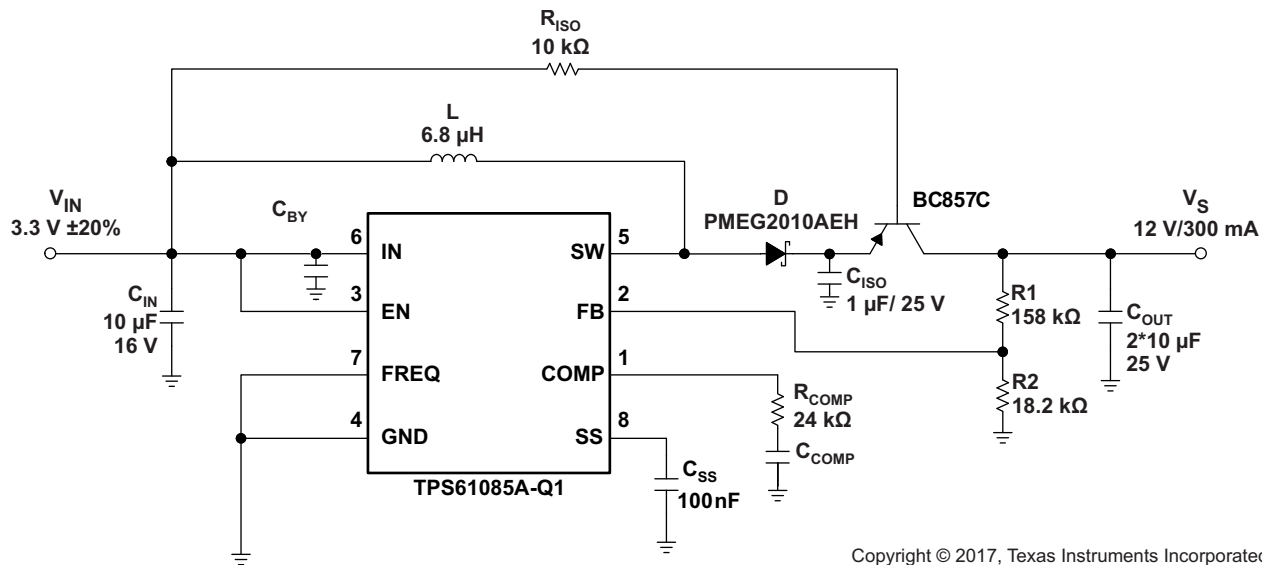 R_ISO
10 kΩ
L
6.8 µH
V_IN
3.3 V ±20%
C_BY
D
PMEG2010AEH
BC857C
V_S
12 V/300 mA
6
IN
SW
5
C_IN
10 µF
16 V
3
EN
FB
2
C_ISO
1 µF/ 25 V
R1
158 kΩ
C_OUT
2*10 µF
25 V
7
FREQ
COMP
1
R_COMP
24 kΩ
R2
18.2 kΩ
4
GND
SS
8
C_COMP
C_SS
100nF
TPS61085A-Q1
Copyright © 2017, Texas Instruments Incorporated